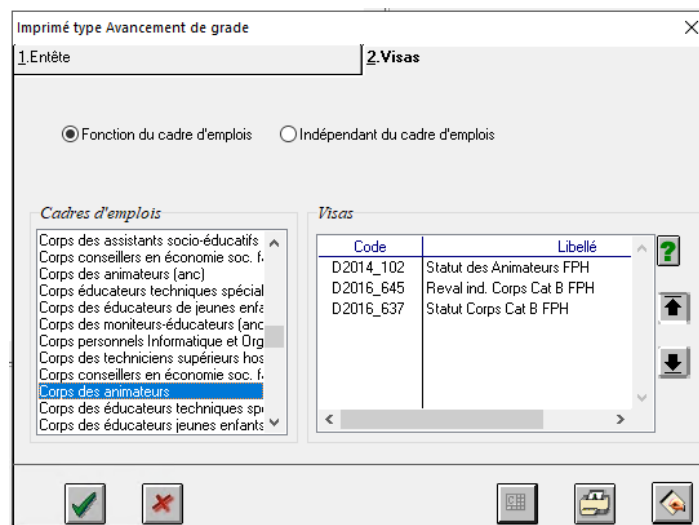 Imprimé type Avancement de grade
1.Entête
2.Visas
Fonction du cadre d'emplois
Indépendant du cadre d'emplois
Cadres d'emplois
Corps des assistants socio-éducatifs
Corps conseillers en économie soc. f
Corps des animateurs (anc)
Corps éducateurs techniques spécial
Corps des éducateurs de jeunes enfa
Corps des moniteurs-éducateurs (anc
Corps personnels Informatique et Org
Corps des techniciens supérieurs hos
Corps conseillers en économie soc. f
Corps des animateurs
Corps des éducateurs techniques spe
Corps des éducateurs jeunes enfants
Visas
Code Libellé
D2014_102 Statut des Animateurs FPH
D2016_645 Reval ind. Corps Cat B FPH
D2016_637 Statut Corps Cat B FPH